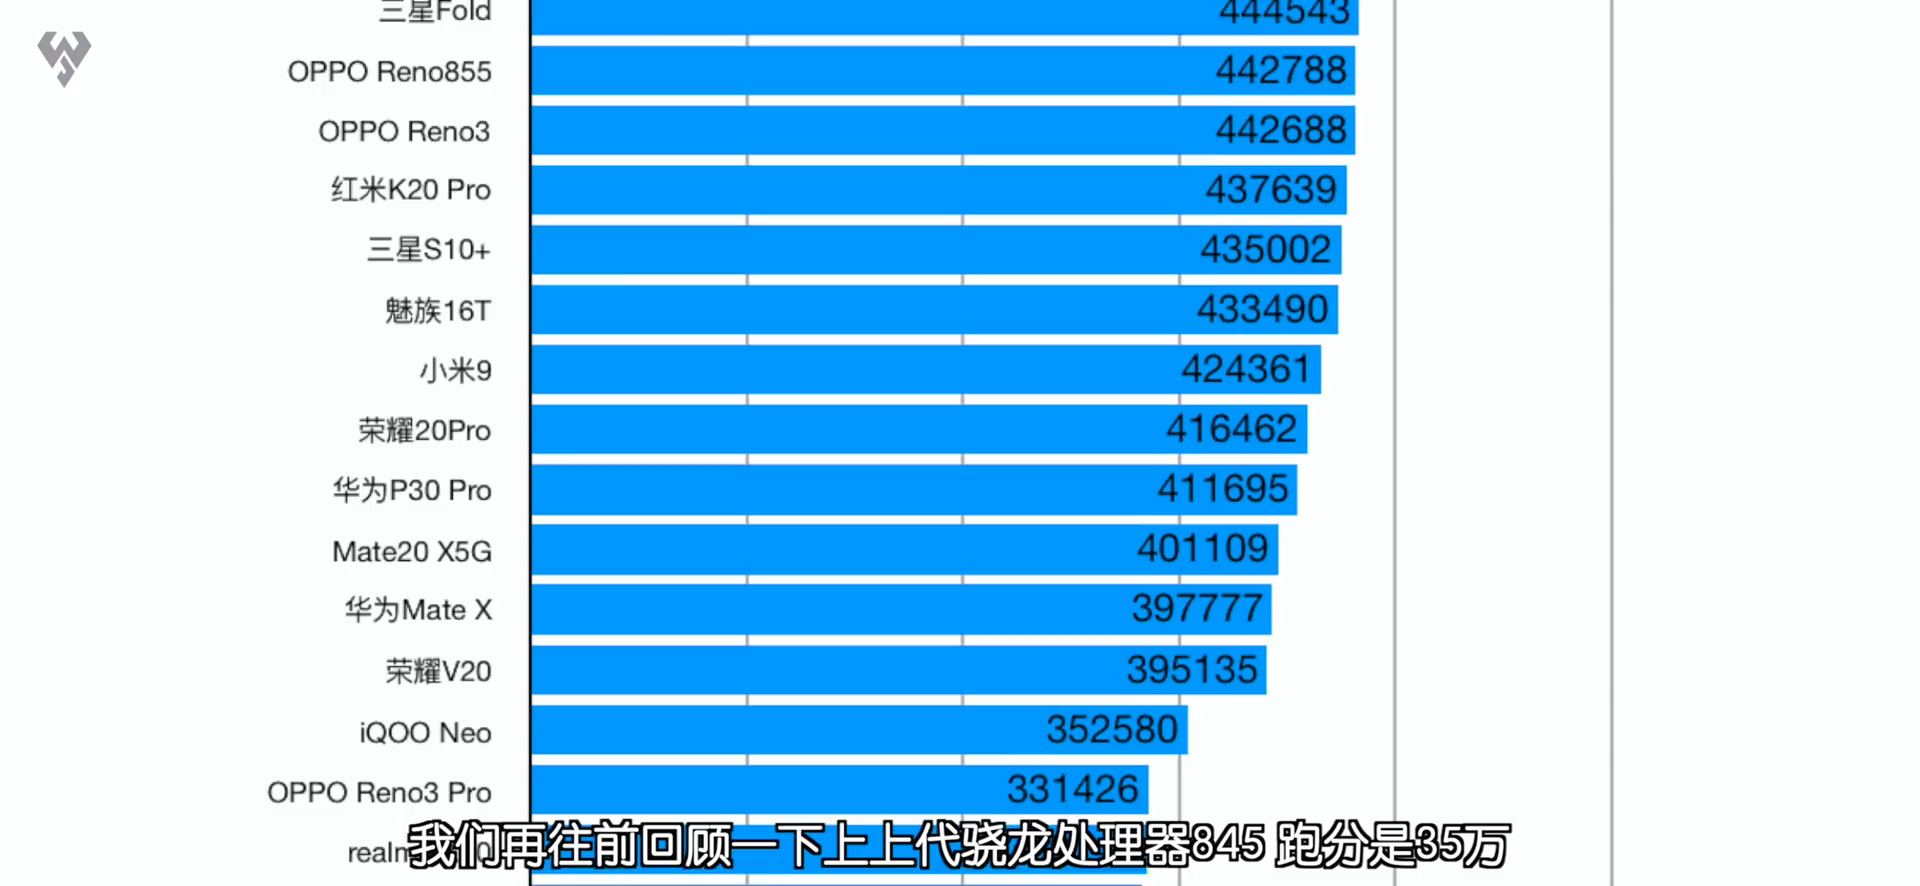 三星Fold 444543
OPPO Reno855 442788
OPPO Reno3 442688
红米K20 Pro 437639
三星S10+ 435002
魅族16T 433490
小米9 424361
荣耀20Pro 416462
华为P30 Pro 411695
Mate20 X5G 401109
华为Mate X 397777
荣耀V20 395135
iQOO Neo 352580
OPPO Reno3 Pro 331426
我们再往前回顾一下上上代骁龙处理器845 跑分是35万